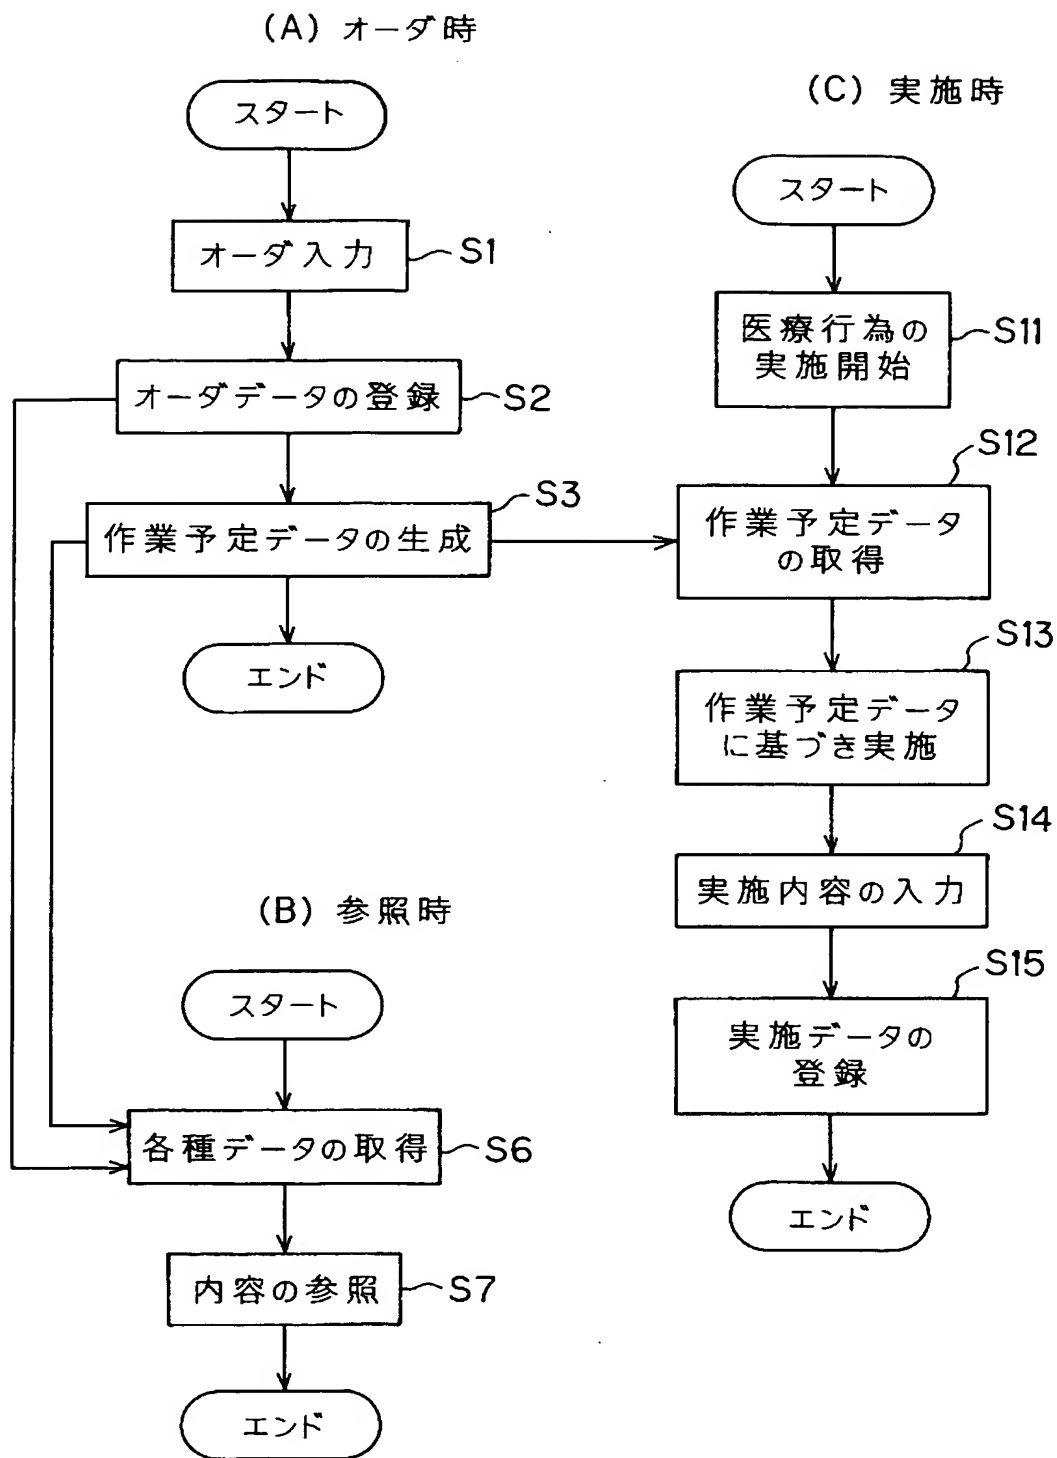 (A) オーダ時
スタート
オーダ入力
S1
オーダデータの登録
S2
作業予定データの生成
S3
エンド
(B) 参照時
スタート
各種データの取得
S6
内容の参照
S7
エンド
(C) 実施時
スタート
医療行為の
実施開始
S11
作業予定データ
の取得
S12
作業予定データ
に基づき実施
S13
実施内容の入力
S14
実施データの
登録
S15
エンド